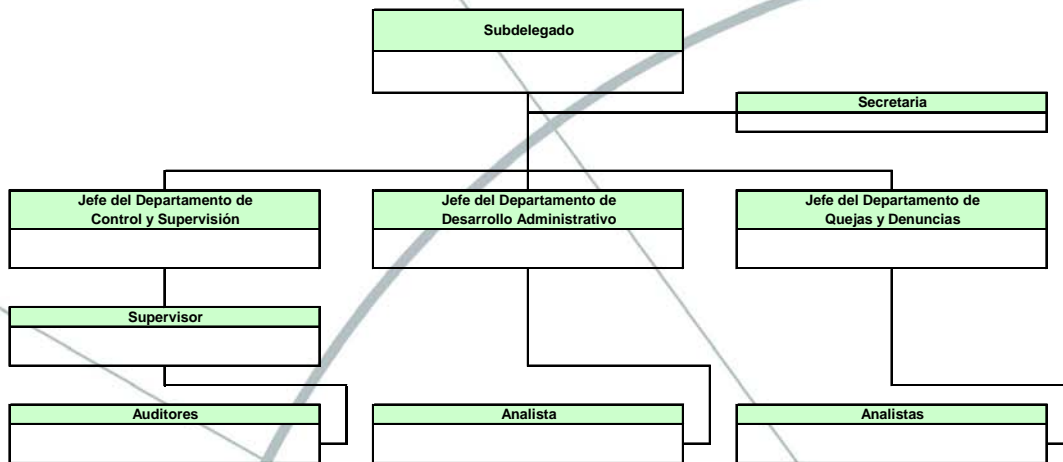 Subdelegado
Secretaria
Jefe del Departamento de
Control y Supervisión
Jefe del Departamento de
Desarrollo Administrativo
Jefe del Departamento de
Quejas y Denuncias
Supervisor
Auditores
Analista
Analistas